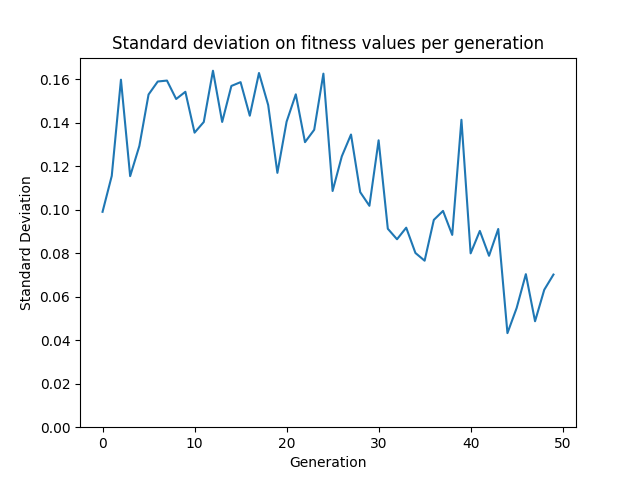 Standard deviation on fitness values per generation
0.16
0.14
0.12
0.10
0.08
0.06
0.04
0.02
0.00
Standard Deviation
0 10 20 30 40 50
Generation